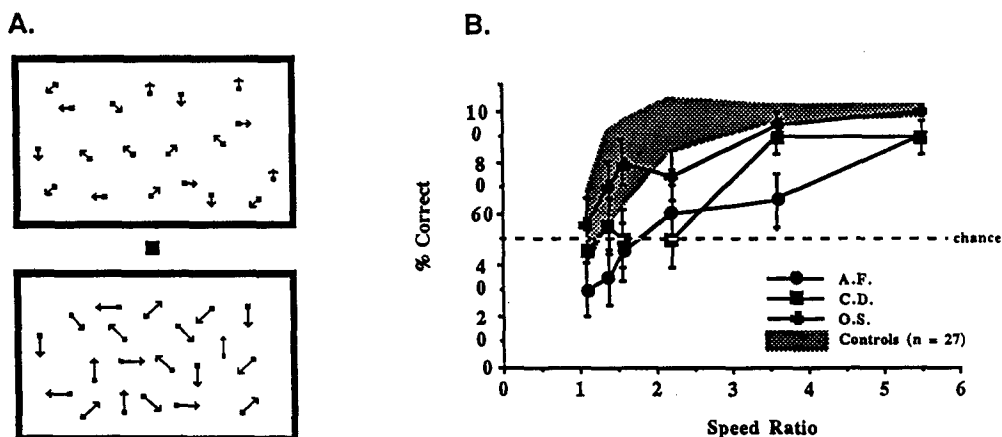 A.
B.
10
0
8
0
60
4
0
2
0
0
% Correct
chance
A.F.
C.D.
O.S.
Controls (n = 27)
0 1 2 3 4 5 6
Speed Ratio